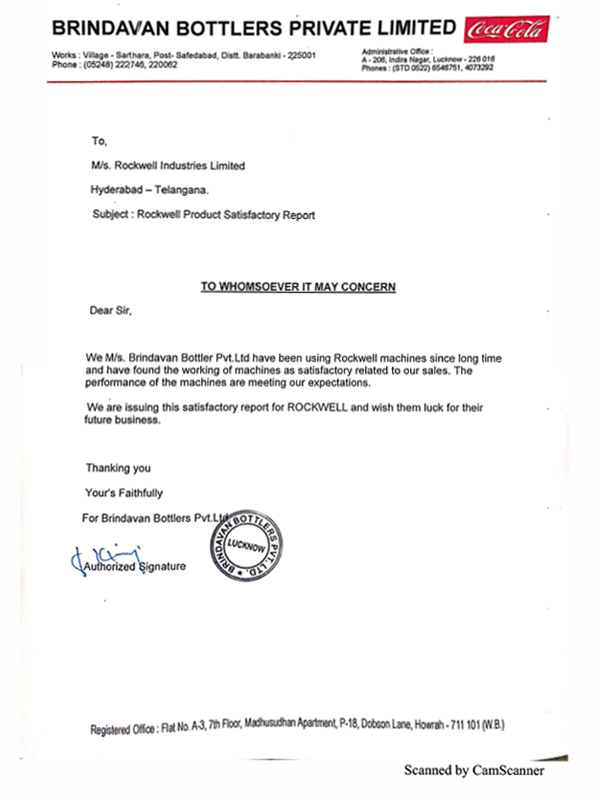 BRINDAVAN BOTTLERS PRIVATE LIMITED Coca-Cola
Works : Village - Sarthara, Post- Safedabad, Distt. Barabanki - 225001
Phone : (05248) 222746, 220062
Administrative Office :
A - 206, Indira Nagar, Lucknow - 226 016
Phones : (STD 0522) 6546751, 4073292
To,
M/s. Rockwell Industries Limited
Hyderabad – Telangana.
Subject : Rockwell Product Satisfactory Report
TO WHOMSOEVER IT MAY CONCERN
Dear Sir,
We M/s. Brindavan Bottler Pvt.Ltd have been using Rockwell machines since long time
and have found the working of machines as satisfactory related to our sales. The
performance of the machines are meeting our expectations.
We are issuing this satisfactory report for ROCKWELL and wish them luck for their
future business.
Thanking you
Your's Faithfully
For Brindavan Bottlers Pvt.Ltd
BRINDAVAN BOTTLERS PVT. LTD.
LUCKNOW
Authorized Signature
Registered Office : Flat No. A-3, 7th Floor, Madhusudhan Apartment, P-18, Dobson Lane, Howrah - 711 101 (W.B.)
Scanned by CamScanner